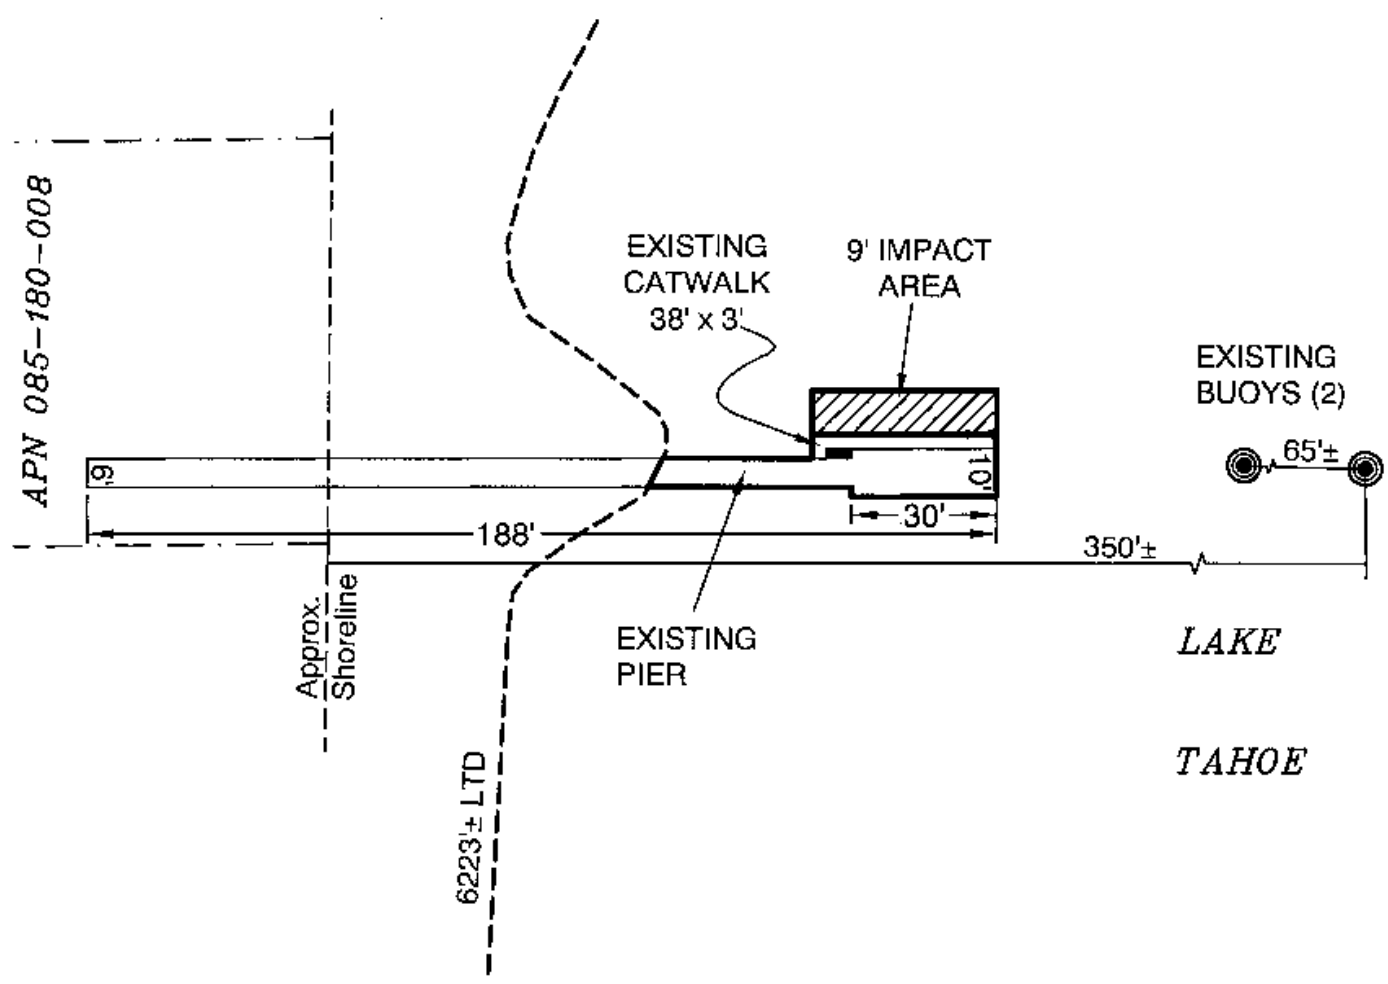 APN 085-180-008
EXISTING
CATWALK
38' x 3'
9' IMPACT
AREA
EXISTING
BUOYS (2)
65'±
10'
30'
188'
350'±
Approx.
Shoreline
EXISTING
PIER
LAKE
TAHOE
6223'± LTD